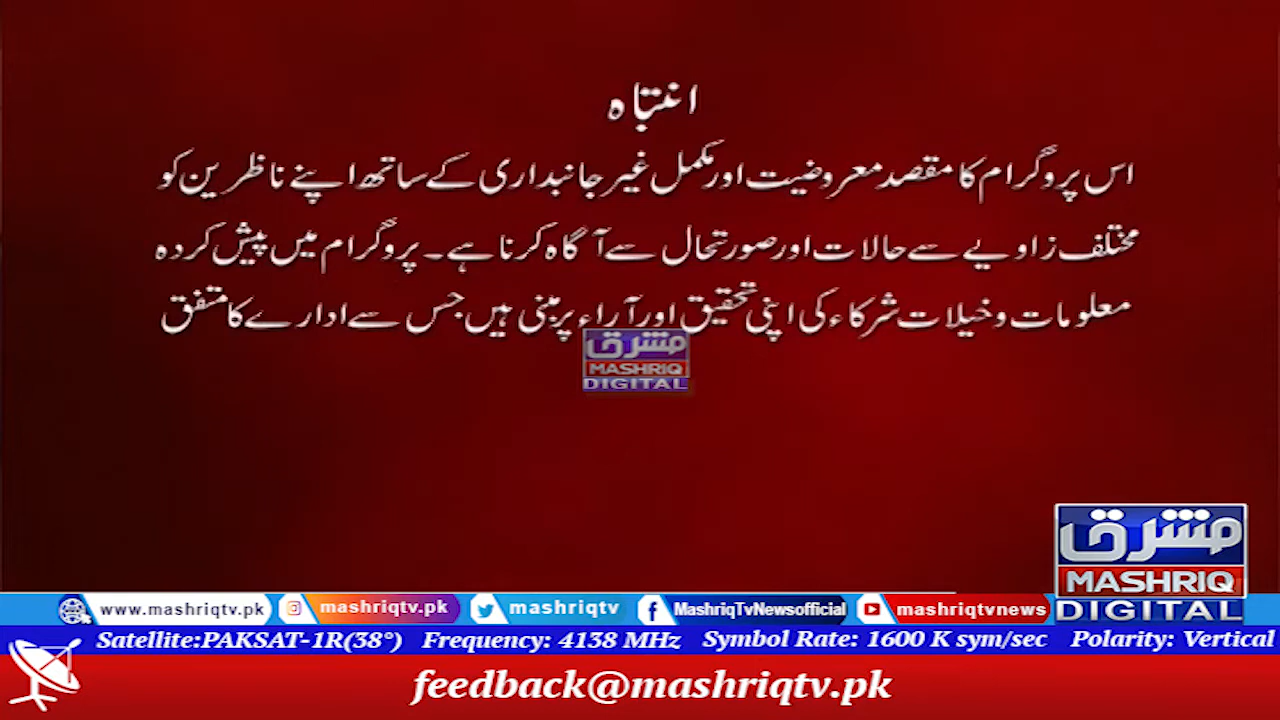 انتباہ
اس پروگرام کا مقصد معروضیت اور مکمل غیر جانبداری کے ساتھ اپنے ناظرین کو
مختلف زاویے سے حالات اور صورتحال سے آگاہ کرنا ہے۔ پروگرام میں پیش کردہ
معلومات و خیلات شرکاء کی اپنی تحقیق اور آراء پر مبنی ہیں جس سے ادارے کا متفق
مشرق
MASHRIQ
DIGITAL
مشرق
MASHRIQ
DIGITAL
www.mashriqtv.pk mashriqtv.pk mashriqtv MashriqTvNewsofficial mashriqtvnews
Satellite:PAKSAT-1R(38°) Frequency: 4138 MHz Symbol Rate: 1600 K sym/sec Polarity: Vertical
feedback@mashriqtv.pk